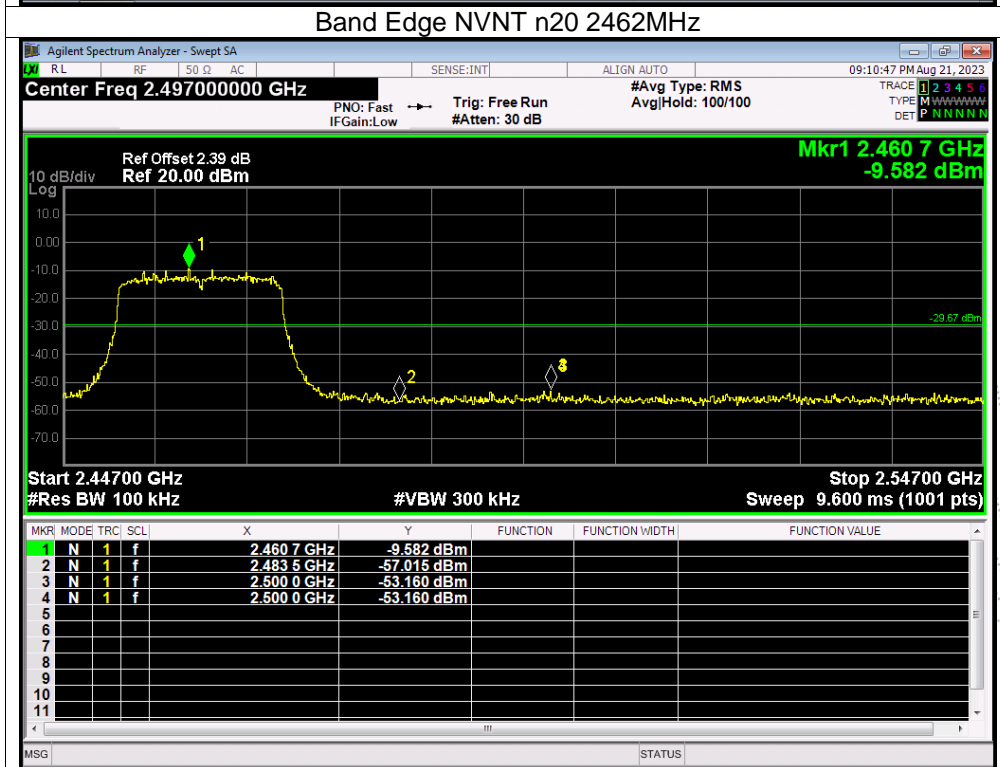 Band Edge NVNT n20 2462MHz
Agilent Spectrum Analyzer - Swept SA
LXI RL RF 50 Ω AC SENSE:INT ALIGN AUTO 09:10:47 PM Aug 21, 2023
Center Freq 2.497000000 GHz
PNO: Fast
IFGain:Low
Trig: Free Run
#Atten: 30 dB
#Avg Type: RMS
Avg|Hold: 100/100
TRACE 1 2 3 4 5 6
TYPE M WWWWW
DET P N N N N N
Mkr1 2.460 7 GHz
-9.582 dBm
Ref Offset 2.39 dB
10 dB/div Ref 20.00 dBm
Log
10.0
0.00
-10.0
-20.0
-30.0
-40.0
-50.0
-60.0
-70.0
1
2
-29.67 dBm
Start 2.44700 GHz Stop 2.54700 GHz
#Res BW 100 kHz #VBW 300 kHz Sweep 9.600 ms (1001 pts)
MKR MODE TRC SCL X Y FUNCTION FUNCTION WIDTH FUNCTION VALUE
1 N 1 f 2.460 7 GHz -9.582 dBm
2 N 1 f 2.483 5 GHz -57.015 dBm
3 N 1 f 2.500 0 GHz -53.160 dBm
4 N 1 f 2.500 0 GHz -53.160 dBm
5
6
7
8
9
10
11
MSG STATUS